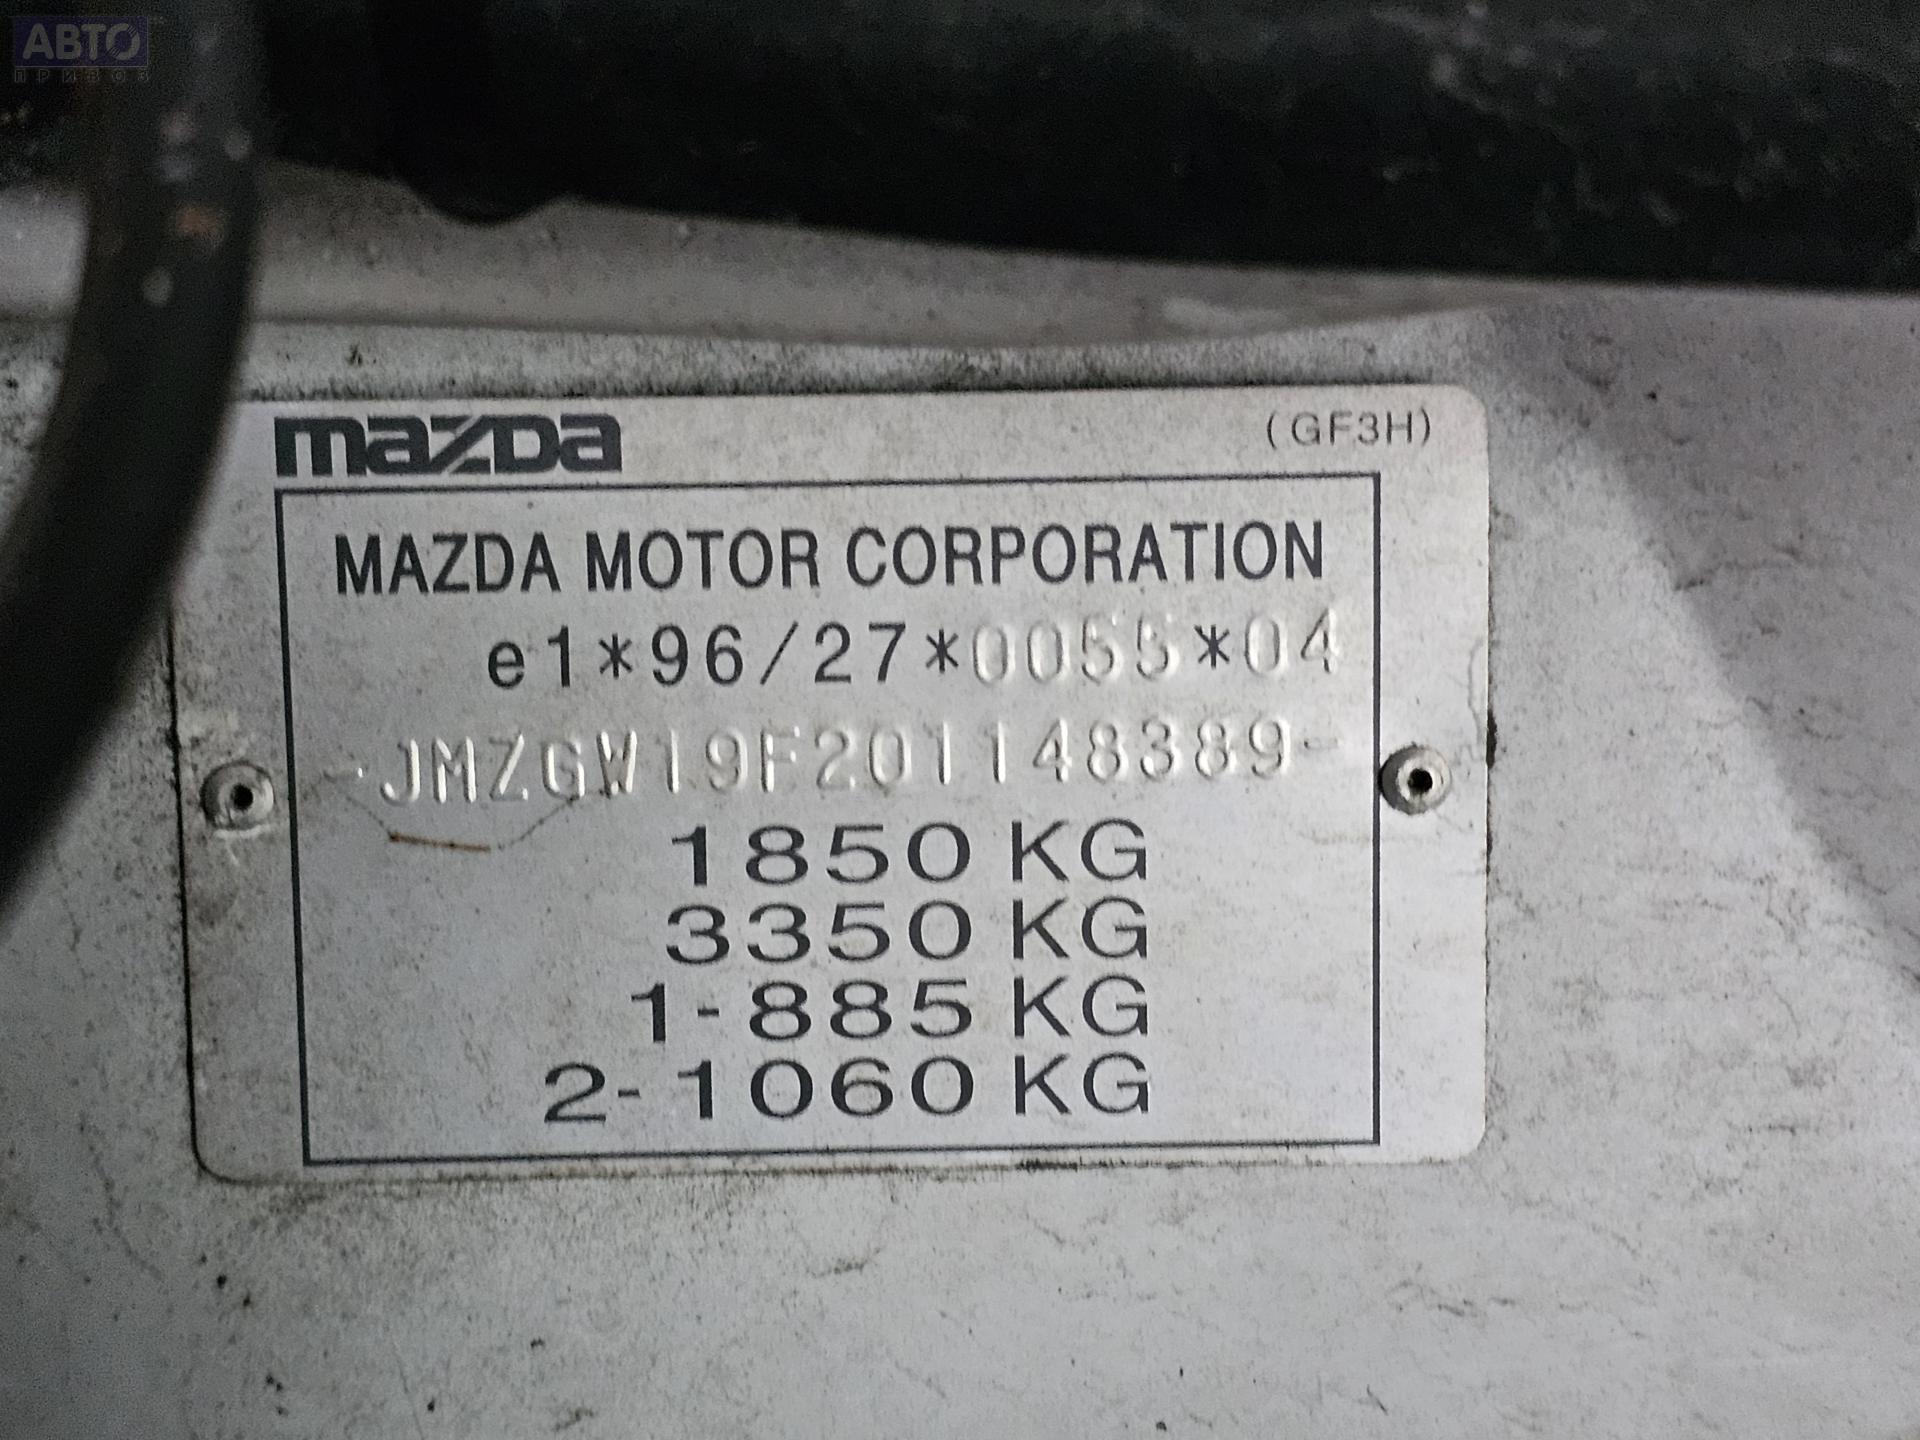 АВТО
ПРИВОЗ
mazda
(GF3H)
MAZDA MOTOR CORPORATION
e1*96/27*0055*04
-JMZGW19F201148389-
1850 KG
3350 KG
1-885 KG
2-1060 KG